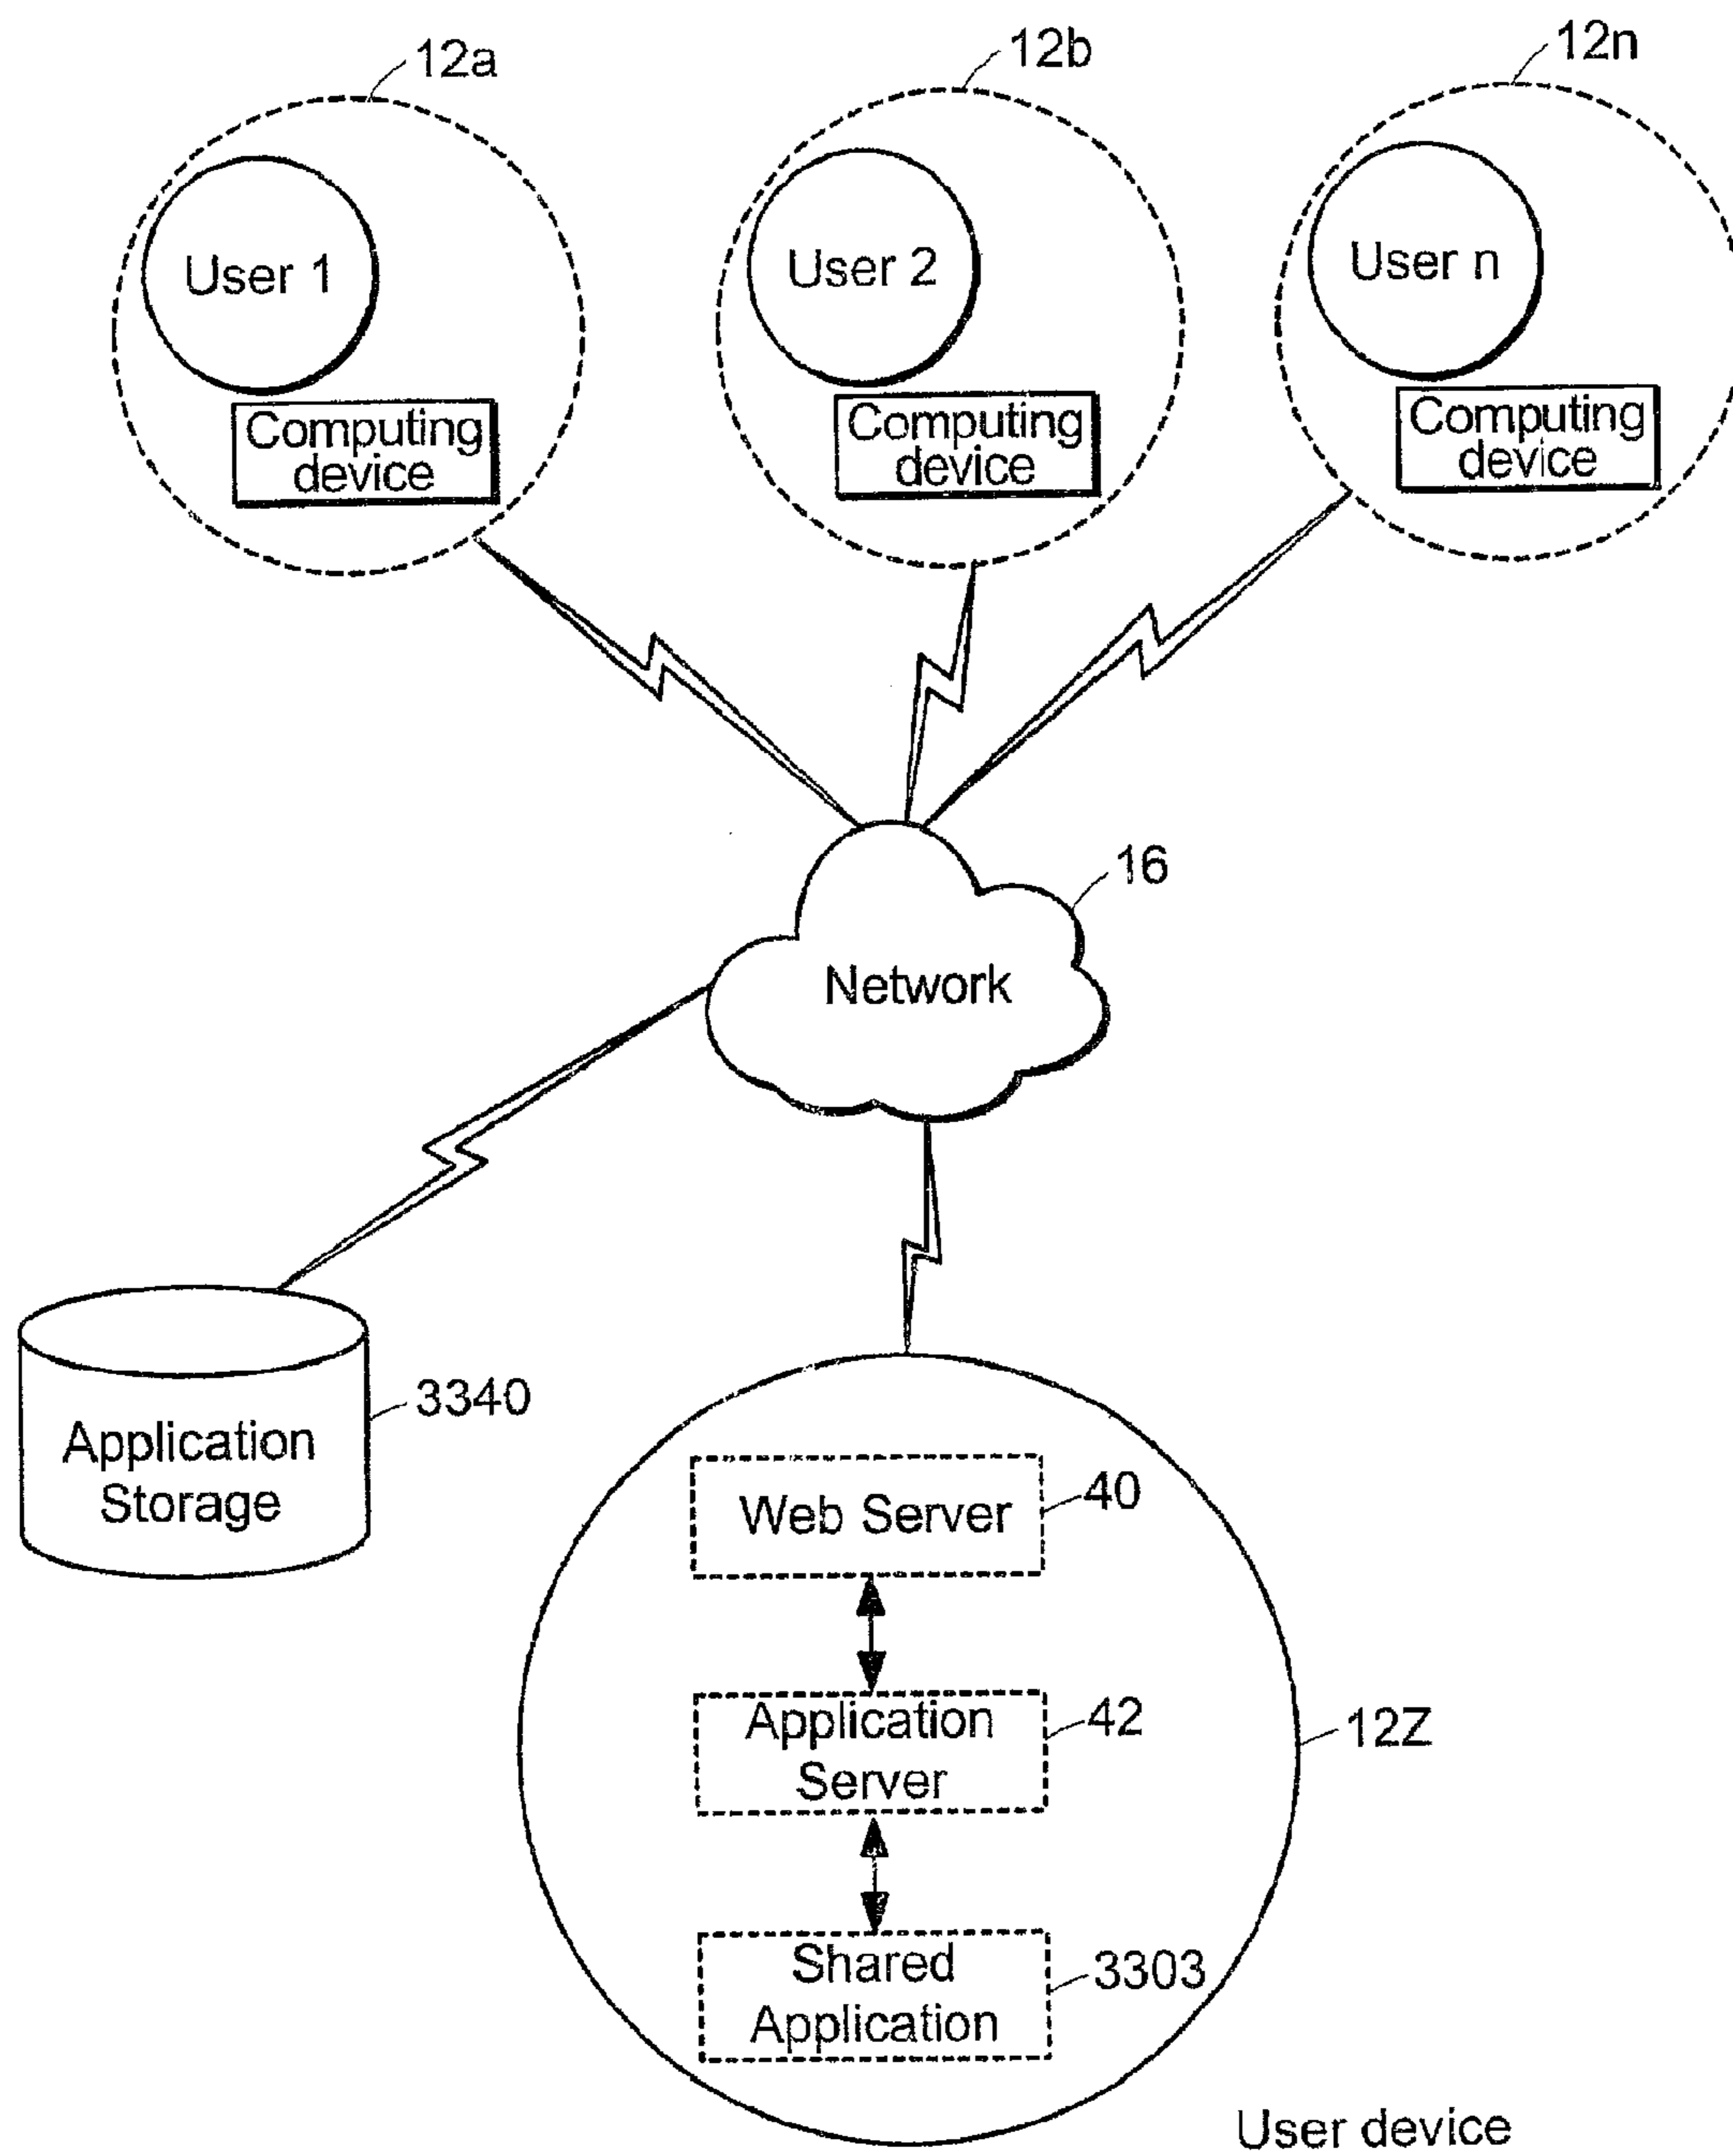 12a
12b
12n
User 1
User 2
User n
Computing
device
Computing
device
Computing
device
16
Network
3340
Application
Storage
Web Server
40
Application
Server
42
12Z
Shared
Application
3303
User device